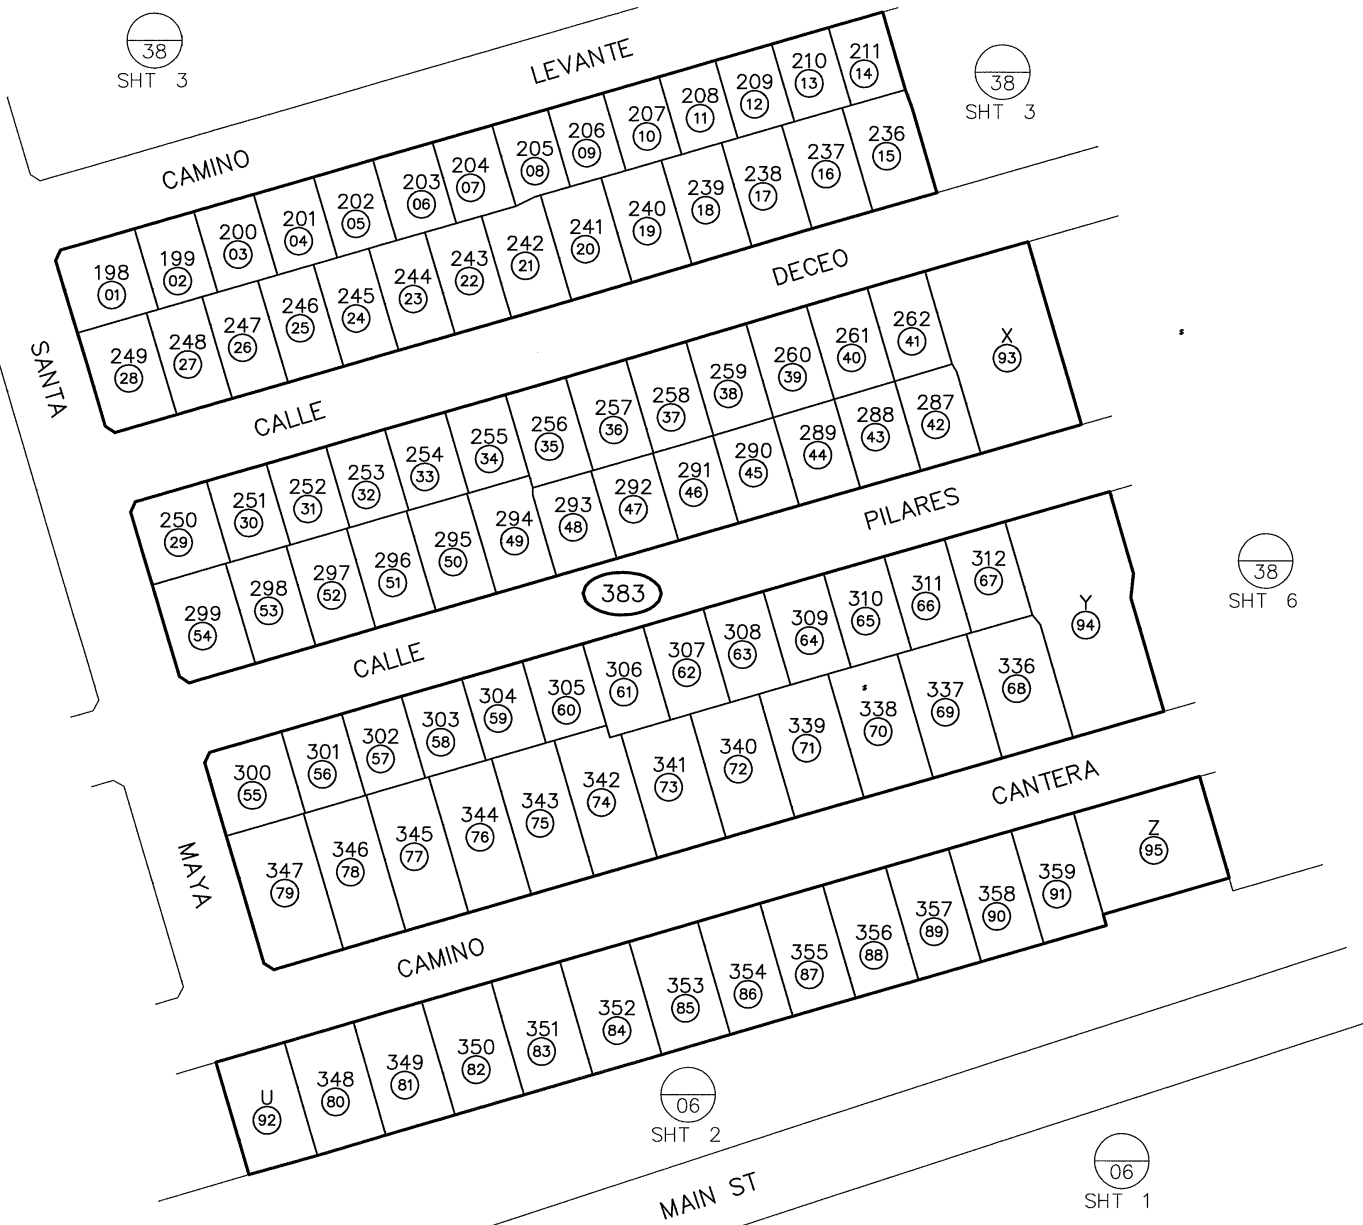 38
SHT 3
38
SHT 3
CAMINO LEVANTE
198 199 200 201 202 203 204 205 206 207 208 209 210 211
01 02 03 04 05 06 07 08 09 10 11 12 13 14
249 248 247 246 245 244 243 242 241 240 239 238 237 236
28 27 26 25 24 23 22 21 20 19 18 17 16 15
SANTA MAYA
CALLE DECEO
250 251 252 253 254 255 256 257 258 259 260 261 262 X
29 30 31 32 33 34 35 36 37 38 39 40 41 93
299 298 297 296 295 294 293 292 291 290 289 288 287
54 53 52 51 50 49 48 47 46 45 44 43 42
CALLE PILARES
383
38
SHT 6
300 301 302 303 304 305 306 307 308 309 310 311 312 Y
55 56 57 58 59 60 61 62 63 64 65 66 67 94
347 346 345 344 343 342 341 340 339 338 337 336
79 78 77 76 75 74 73 72 71 70 69 68
CAMINO CANTERA
U 348 349 350 351 352 353 354 355 356 357 358 359 Z
92 80 81 82 83 84 85 86 87 88 89 90 91 95
06
SHT 2
MAIN ST
06
SHT 1